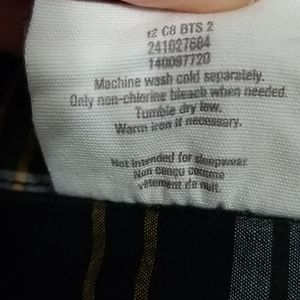 12 C8 BTS 2
241027684
140097720
Machine wash cold separately.
Only non-chlorine bleach when needed.
Tumble dry low.
Warm iron if necessary.
Not intended for sleepwear.
Non conçu comme
vêtement de nuit.